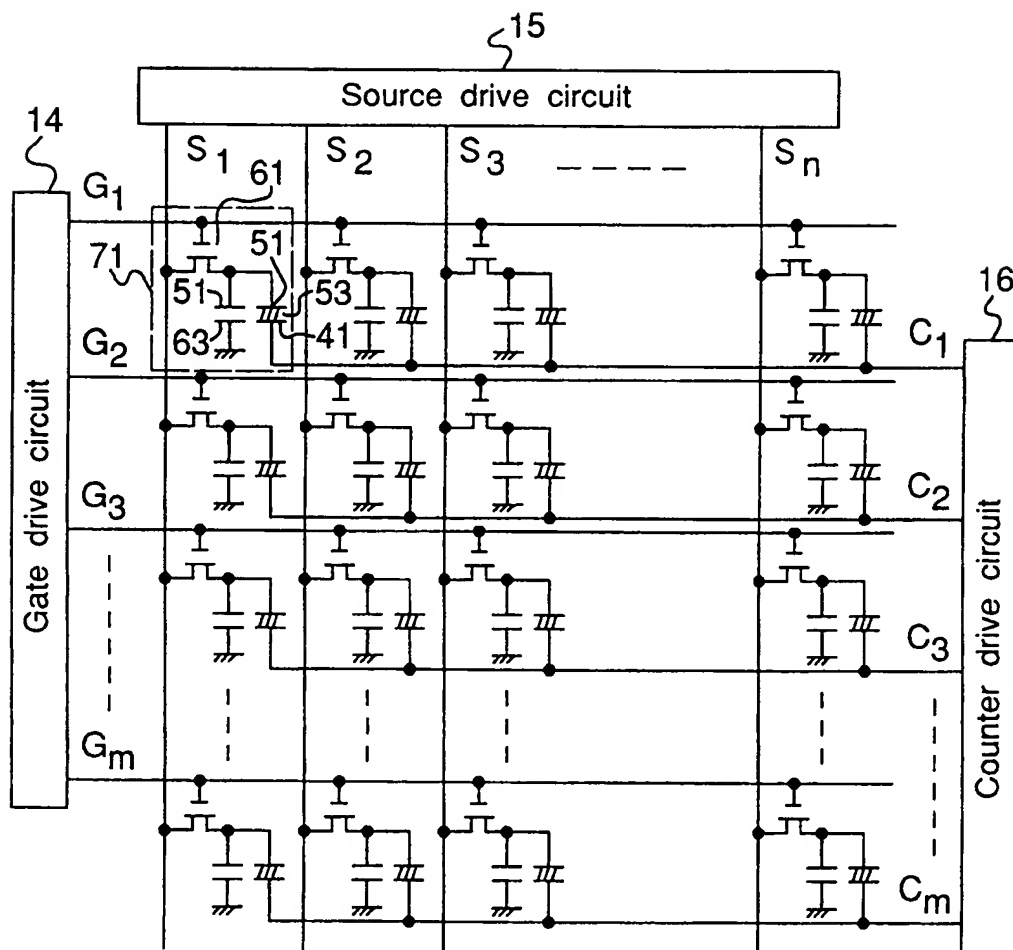 15
Source drive circuit
14
S1 S2 S3 Sn
G1
61
51
71
51 53
63 41
16
G2
C1
Gate drive circuit
G3
C2
Counter drive circuit
C3
Gm
Cm